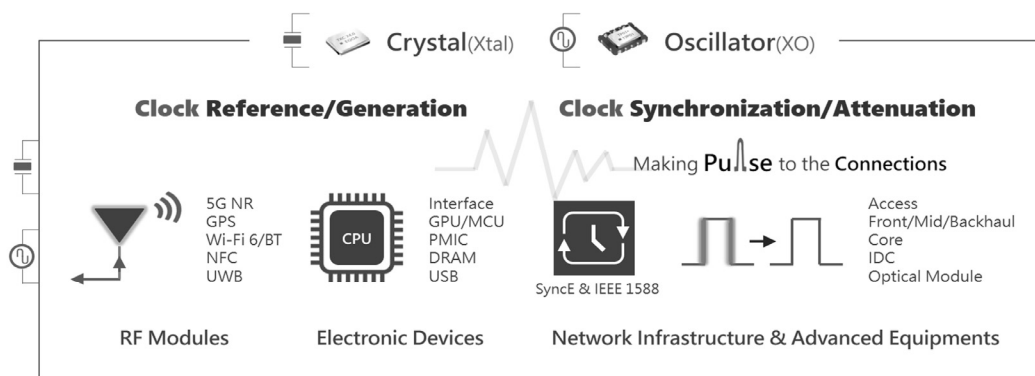 Crystal(Xtal)
Oscillator(XO)
Clock Reference/Generation
Clock Synchronization/Attenuation
Making Pulse to the Connections
5G NR
GPS
Wi-Fi 6/BT
NFC
UWB
CPU
Interface
GPU/MCU
PMIC
DRAM
USB
SyncE & IEEE 1588
Access
Front/Mid/Backhaul
Core
IDC
Optical Module
RF Modules
Electronic Devices
Network Infrastructure & Advanced Equipments